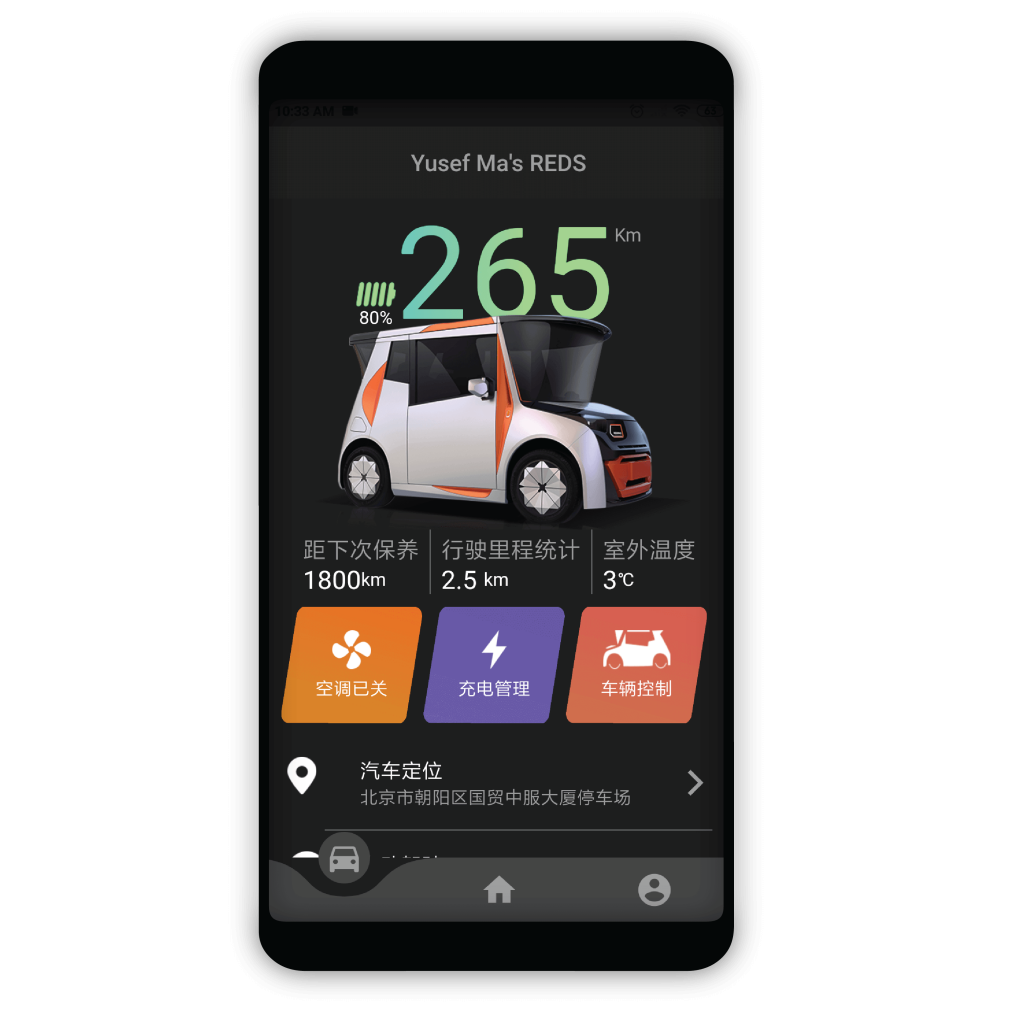 10:33 AM
Yusef Ma's REDS
265 Km
80%
距下次保养 行驶里程统计 室外温度
1800km 2.5 km 3℃
空调已关 充电管理 车辆控制
汽车定位
北京市朝阳区国贸中服大厦停车场